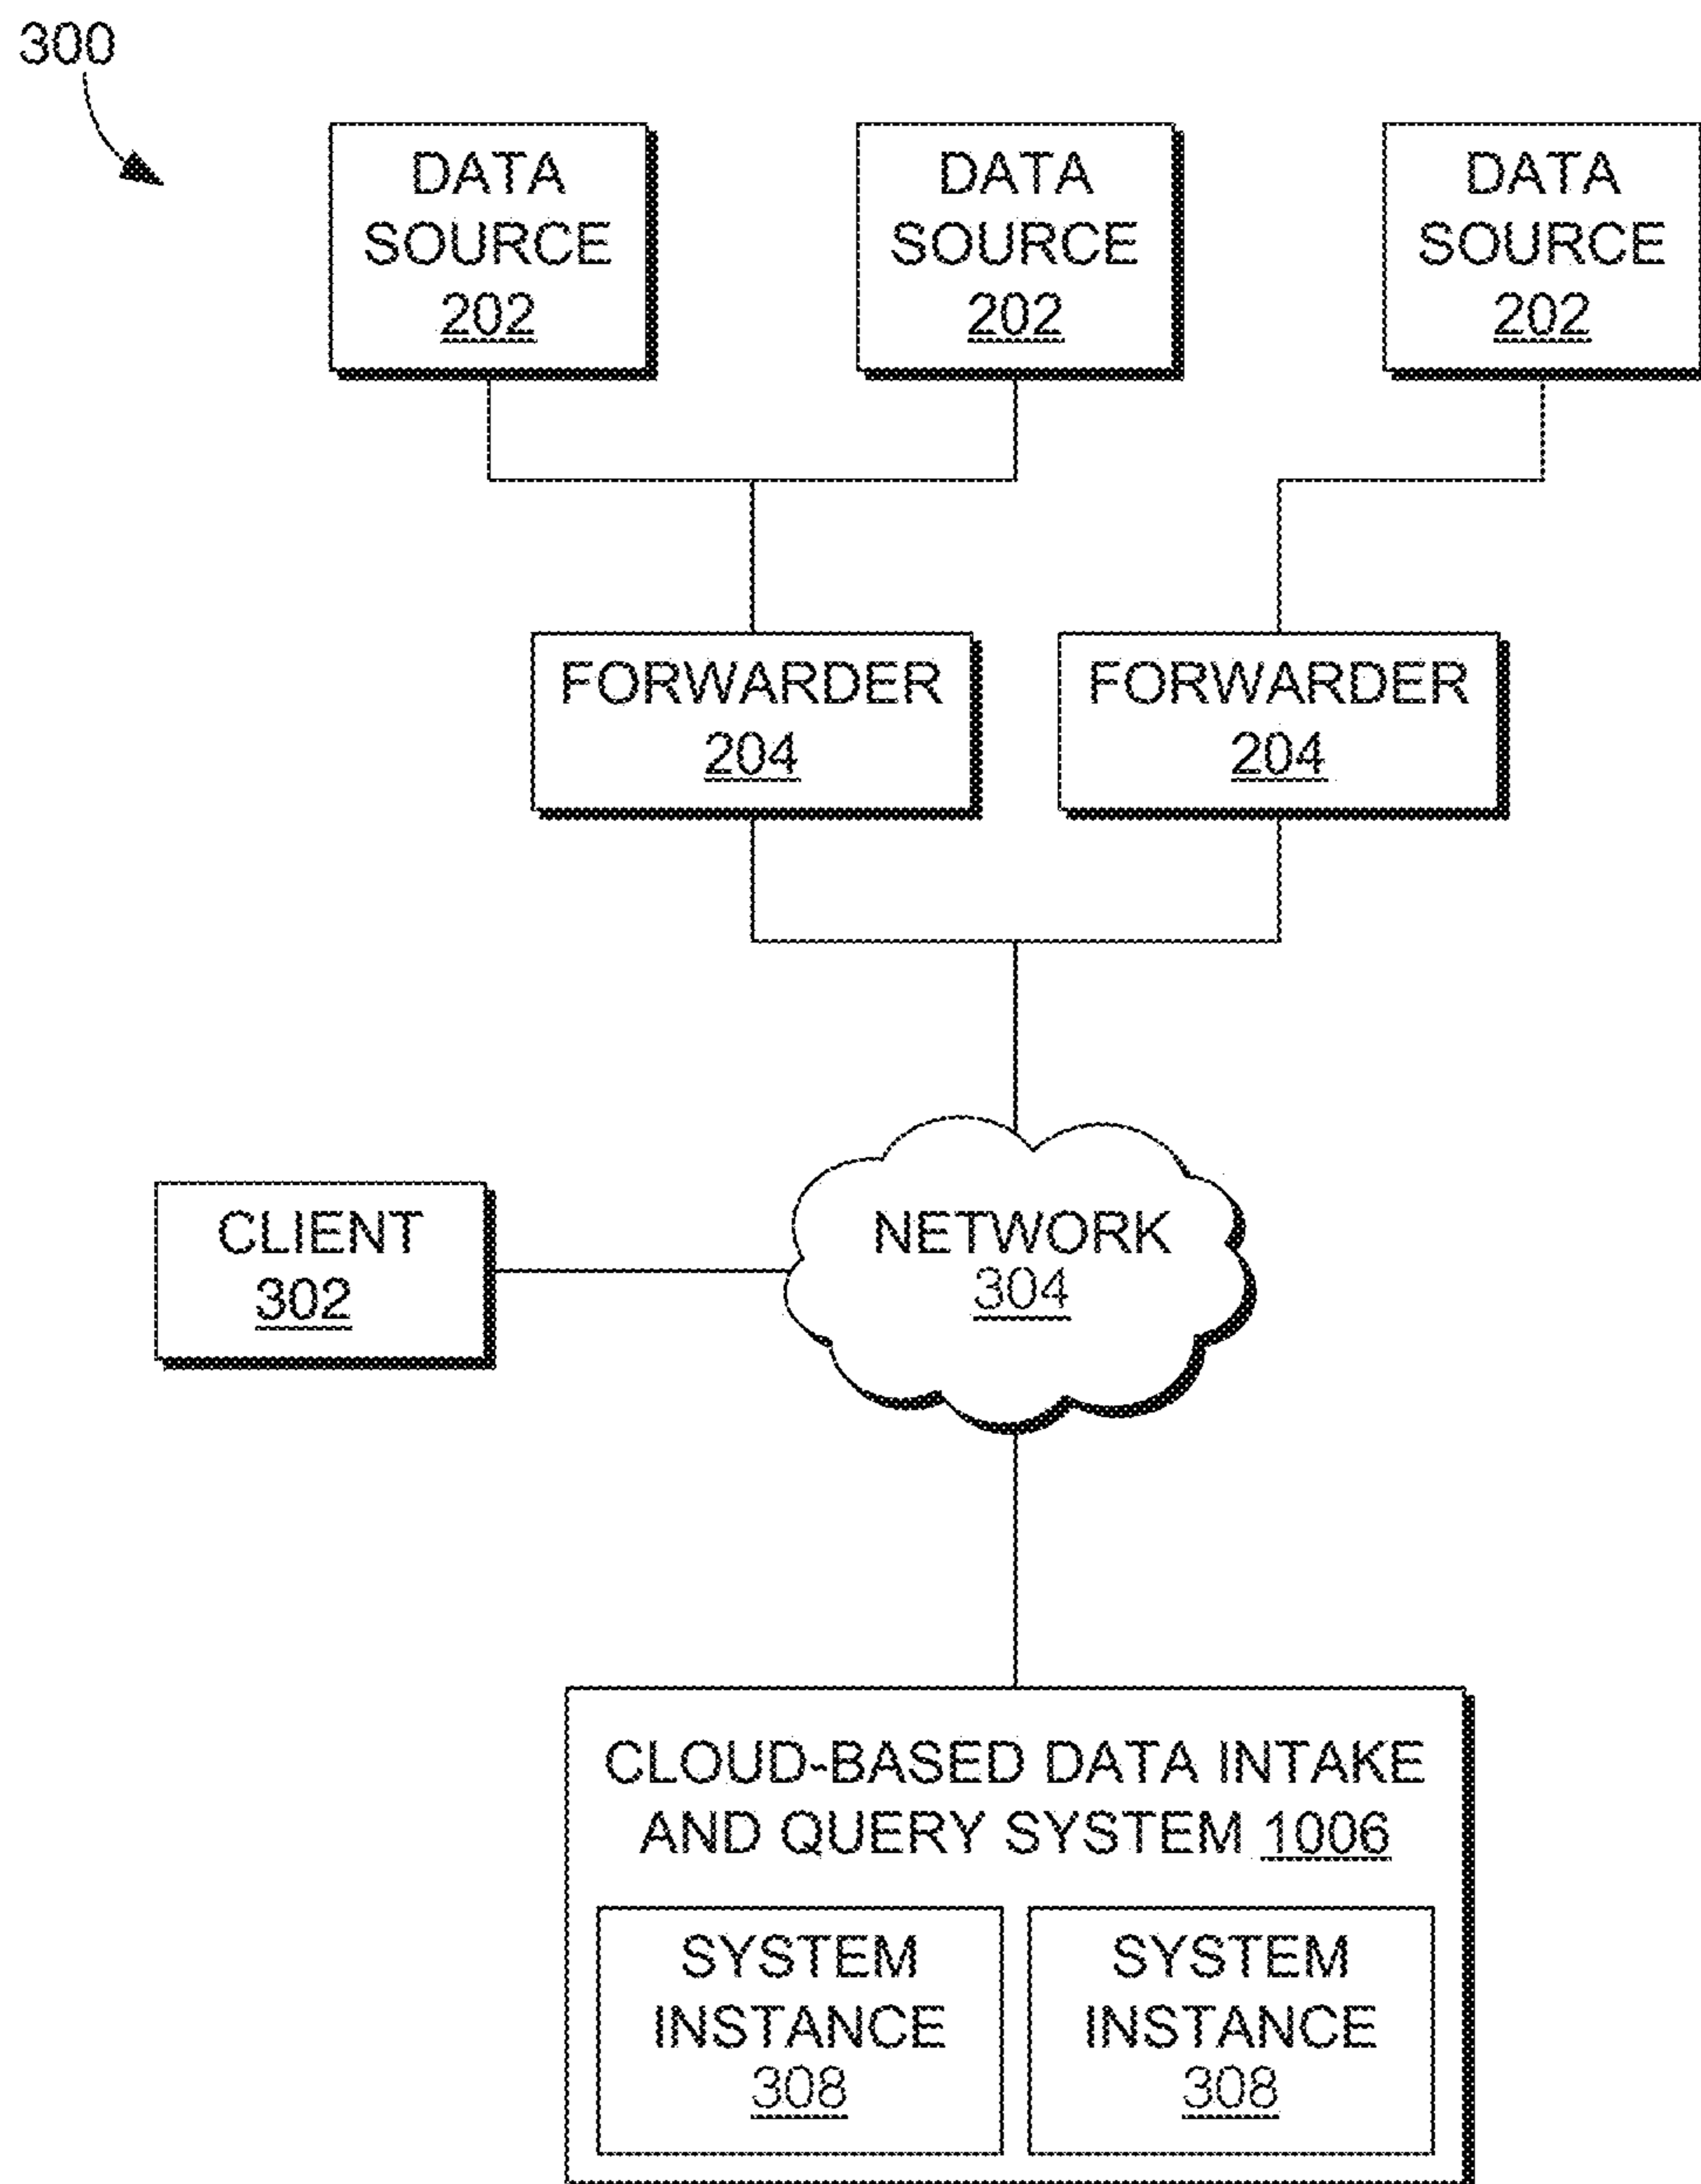 300
DATA
SOURCE
202
DATA
SOURCE
202
DATA
SOURCE
202
FORWARDER
204
FORWARDER
204
CLIENT
302
NETWORK
304
CLOUD-BASED DATA INTAKE
AND QUERY SYSTEM 1006
SYSTEM
INSTANCE
308
SYSTEM
INSTANCE
308